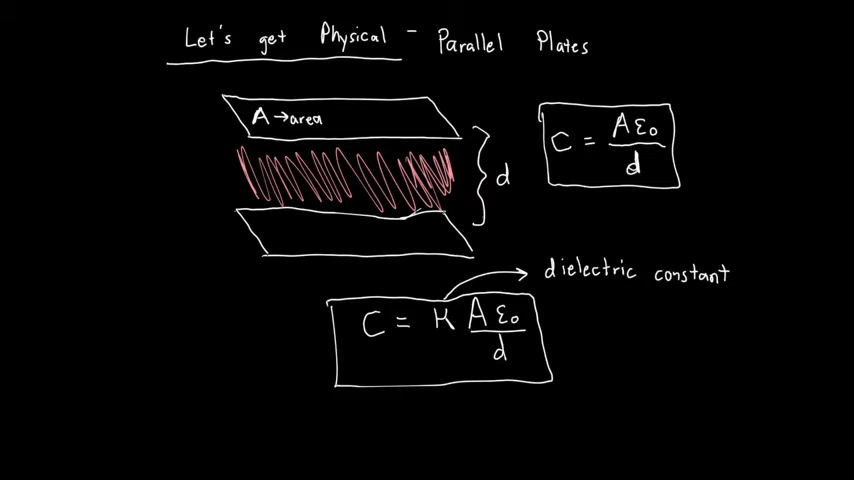 Let's get Physical - Parallel Plates
A → area
C = Aε₀/d
d
dielectric constant
C = K Aε₀/d